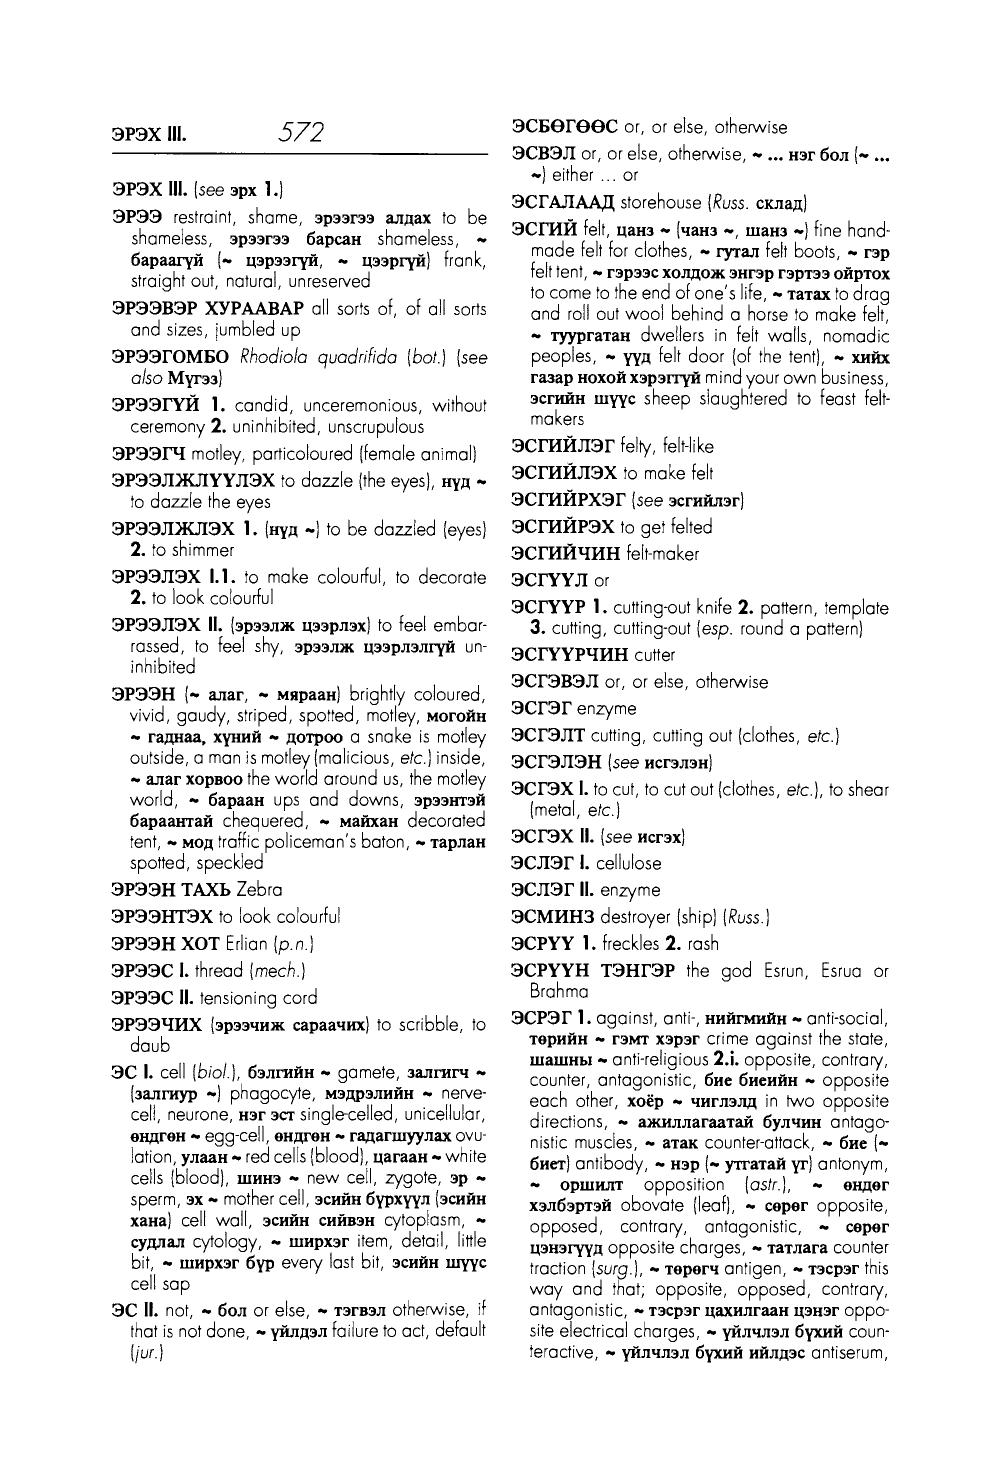 ЭРЭХ III. 572
ЭРЭХ III. (see эрх 1.)
ЭРЭЭ restraint, shame, эрээгээ алдах to be
shameless, эрээгээ барсан shameless, ~
бараагүй (~ цэрээгүй, ~ цээргүй) frank,
straight out, natural, unreserved
ЭРЭЭВЭР ХУРААВАР all sorts of, of all sorts
and sizes, jumbled up
ЭРЭЭГОМБО Rhodiola quadrifida (bot.) (see
also Мүгэз)
ЭРЭЭГҮЙ 1. candid, unceremonious, without
ceremony 2. uninhibited, unscrupulous
ЭРЭЭГЧ motley, particoloured (female animal)
ЭРЭЭЛЖЛҮҮЛЭХ to dazzle (the eyes), нүд ~
to dazzle the eyes
ЭРЭЭЛЖЛЭХ 1. (нүд ~) to be dazzled (eyes)
2. to shimmer
ЭРЭЭЛЭХ I.1. to make colourful, to decorate
2. to look colourful
ЭРЭЭЛЭХ II. (эрээлж цээрлэх) to feel embar-
rassed, to feel shy, эрээлж цээрлэлгүй un-
inhibited
ЭРЭЭН (~ алаг, ~ мяраан) brightly coloured,
vivid, gaudy, striped, spotted, motley, могойн
~ гаднаа, хүний ~ дотроо a snake is motley
outside, a man is motley (malicious, etc.) inside,
~ алаг хорвоо the world around us, the motley
world, ~ бараан ups and downs, эрээнтэй
бараантай chequered, ~ майхан decorated
tent, ~ мод traffic policeman's baton, ~ тарлан
spotted, speckled
ЭРЭЭН ТАХЬ Zebra
ЭРЭЭНТЭХ to look colourful
ЭРЭЭН ХОТ Erlian (p.n.)
ЭРЭЭС I. thread (mech.)
ЭРЭЭС II. tensioning cord
ЭРЭЭЧИХ (эрээчиж сараачих) to scribble, to
daub
ЭС I. cell (biol.), бэлгийн ~ gamete, залгигч ~
(залгиур ~) phagocyte, мэдрэлийн ~ nerve-
cell, neurone, нэг эст single-celled, unicellular,
өндгөн ~ egg-cell, өндгөн ~ гадагшуулах ovu-
lation, улаан ~ red cells (blood), цагаан ~ white
cells (blood), шинэ ~ new cell, zygote, эр ~
sperm, эх ~ mother cell, эсийн бүрхүүл (эсийн
хана) cell wall, эсийн сийвэн cytoplasm, ~
судлал cytology, ~ ширхэг item, detail, little
bit, ~ ширхэг бүр every last bit, эсийн шүүс
cell sap
ЭС II. not, ~ бол or else, ~ тэгвэл otherwise, if
that is not done, ~ үйлдэл failure to act, default
(jur.)
ЭСБӨГӨӨС or, or else, otherwise
ЭСВЭЛ or, or else, otherwise, ~ ... нэг бол (~ ...
~) either ... or
ЭСГАЛААД storehouse (Russ. склад)
ЭСГИЙ felt, цанз ~ (чанз ~, шанз ~) fine hand-
made felt for clothes, ~ гутал felt boots, ~ гэр
felt tent, ~ гэрээс холдож энгэр гэртээ ойртох
to come to the end of one's life, ~ татах to drag
and roll out wool behind a horse to make felt,
~ туургатан dwellers in felt walls, nomadic
peoples, ~ үүд felt door (of the tent), ~ хийх
газар нохой хэрэггүй mind your own business,
эсгийн шүүс sheep slaughtered to feast felt-
makers
ЭСГИЙЛЭГ felty, felt-like
ЭСГИЙЛЭХ to make felt
ЭСГИЙРХЭГ (see эсгийлэг)
ЭСГИЙРЭХ to get felted
ЭСГИЙЧИН felt-maker
ЭСГҮҮЛ or
ЭСГҮҮР 1. cutting-out knife 2. pattern, template
3. cutting, cutting-out (esp. round a pattern)
ЭСГҮҮРЧИН cutter
ЭСГЭВЭЛ or, or else, otherwise
ЭСГЭГ enzyme
ЭСГЭЛТ cutting, cutting out (clothes, etc.)
ЭСГЭЛЭН (see исгэлэн)
ЭСГЭХ I. to cut, to cut out (clothes, etc.), to shear
(metal, etc.)
ЭСГЭХ II. (see исгэх)
ЭСЛЭГ I. cellulose
ЭСЛЭГ II. enzyme
ЭСМИНЗ destroyer (ship) (Russ.)
ЭСРҮҮ 1. freckles 2. rash
ЭСРҮҮН ТЭНГЭР the god Esrun, Esrua or
Brahma
ЭСРЭГ 1. against, anti-, нийгмийн ~ anti-social,
төрийн ~ гэмт хэрэг crime against the state,
шашны ~ anti-religious 2.i. opposite, contrary,
counter, antagonistic, бие биейин ~ opposite
each other, хоёр ~ чиглэлд in two opposite
directions, ~ ажиллагаатай булчин antago-
nistic muscles, ~ атак counter-attack, ~ бие (~
биет) antibody, ~ нэр (~ утгатай үг) antonym,
~ оршилт opposition (astr.), ~ өндөг
хэлбэртэй obovate (leaf), ~ сөрөг opposite,
opposed, contrary, antagonistic, ~ сөрөг
цэнэгүүд opposite charges, ~ татлага counter
traction (surg.), ~ төрөгч antigen, ~ тэсрэг this
way and that; opposite, opposed, contrary,
antagonistic, ~ тэсрэг цахилгаан цэнэг oppo-
site electrical charges, ~ үйлчлэл бүхий coun-
teractive, ~ үйлчлэл бүхий ийлдэс antiserum,